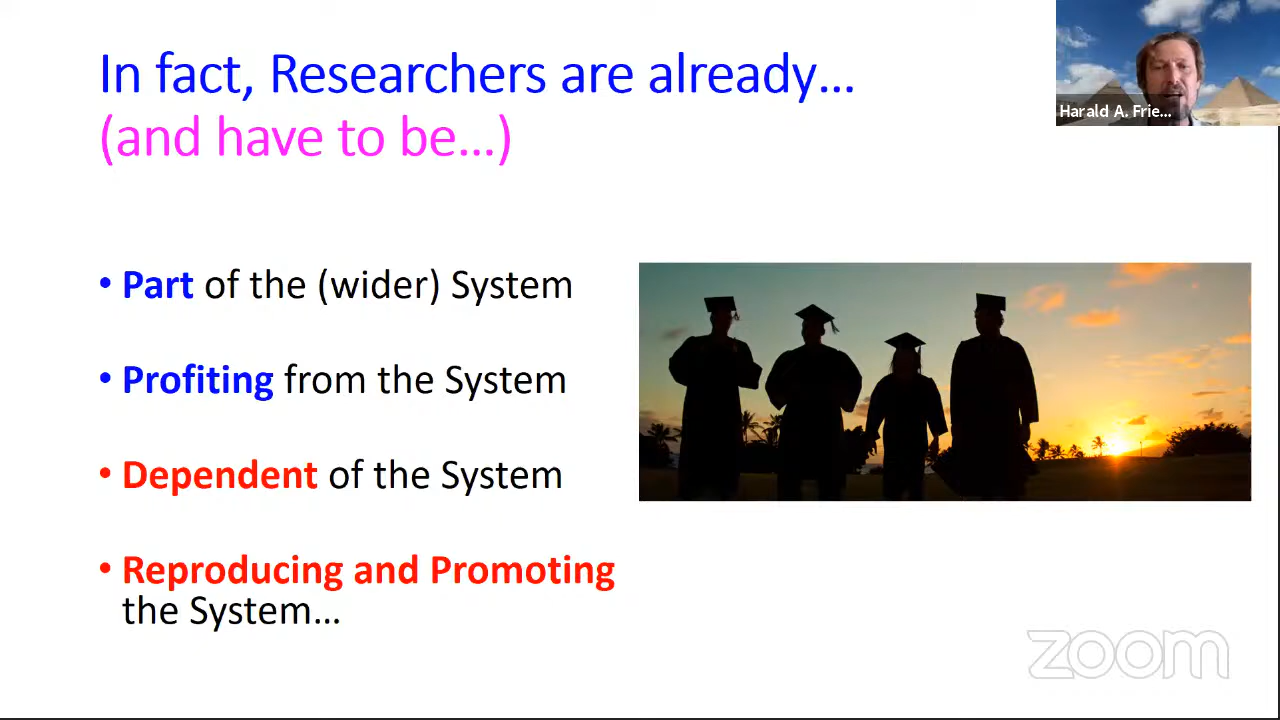 In fact, Researchers are already…
(and have to be…)
Harald A. Frie...
• Part of the (wider) System
• Profiting from the System
• Dependent of the System
• Reproducing and Promoting
the System…
zoom